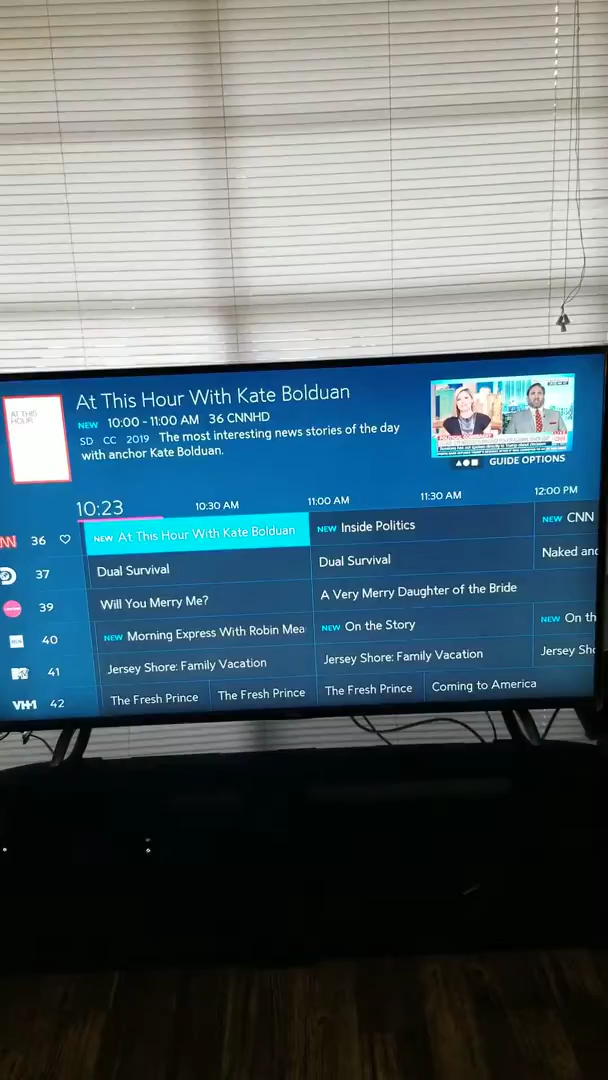 At This Hour With Kate Bolduan
AT THIS
HOUR
NEW 10:00 - 11:00 AM 36 CNNHD
SD CC 2019 The most interesting news stories of the day
with anchor Kate Bolduan.
GUIDE OPTIONS
10:23 10:30 AM 11:00 AM 11:30 AM 12:00 PM
36 NEW At This Hour With Kate Bolduan NEW Inside Politics NEW CNN
37 Dual Survival Dual Survival Naked and
39 Will You Merry Me? A Very Merry Daughter of the Bride
40 NEW Morning Express With Robin Mea NEW On the Story NEW On th
MTV 41 Jersey Shore: Family Vacation Jersey Shore: Family Vacation Jersey Sho
VH1 42 The Fresh Prince The Fresh Prince The Fresh Prince Coming to America